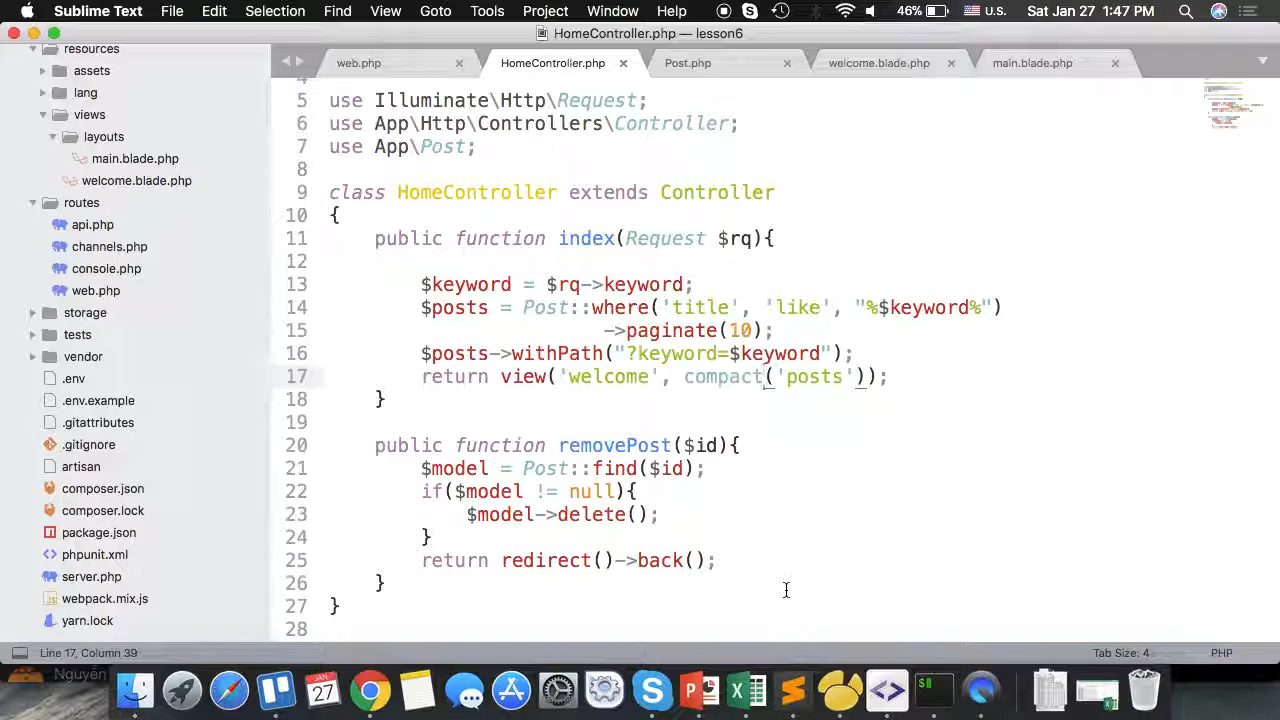 Sublime Text File Edit Selection Find View Goto Tools Project Window Help 46% U.S. Sat Jan 27 1:47 PM
HomeController.php — lesson6
resources
assets
lang
views
layouts
main.blade.php
welcome.blade.php
routes
api.php
channels.php
console.php
web.php
storage
tests
vendor
.env
.env.example
.gitattributes
.gitignore
artisan
composer.json
composer.lock
package.json
phpunit.xml
server.php
webpack.mix.js
yarn.lock
web.php HomeController.php Post.php welcome.blade.php main.blade.php
4
5 use Illuminate\Http\Request;
6 use App\Http\Controllers\Controller;
7 use App\Post;
8
9 class HomeController extends Controller
10 {
11 public function index(Request $rq){
12
13 $keyword = $rq->keyword;
14 $posts = Post::where('title', 'like', "%$keyword%")
15 ->paginate(10);
16 $posts->withPath("?keyword=$keyword");
17 return view('welcome', compact('posts'));
18 }
19
20 public function removePost($id){
21 $model = Post::find($id);
22 if($model != null){
23 $model->delete();
24 }
25 return redirect()->back();
26 }
27 }
28
Line 17, Column 39 Tab Size: 4 PHP
Nguyễn
JAN
27
$